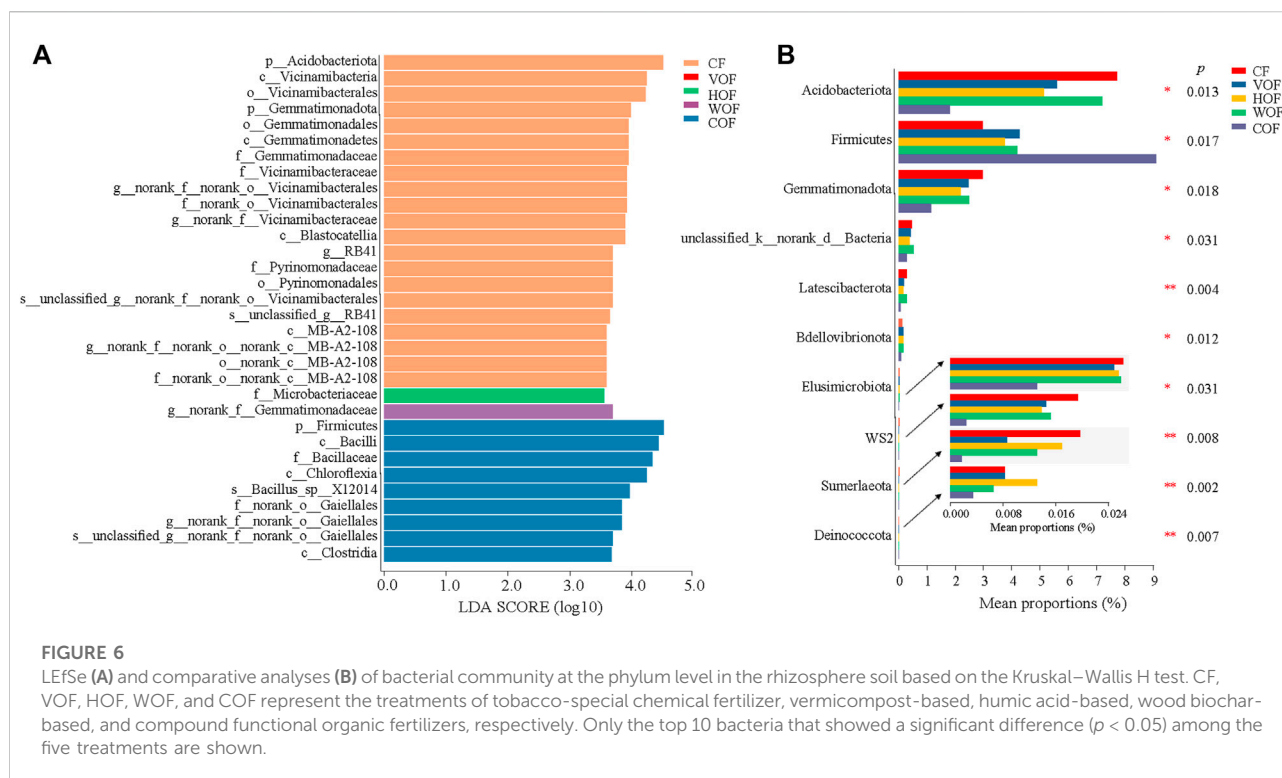 A
p__Acidobacteriota
c__Vicinamibacteria
o__Vicinamibacterales
p__Gemmatimonadota
o__Gemmatimonadales
c__Gemmatimonadetes
f__Gemmatimonadaceae
f__Vicinamibacteraceae
g__norank_f__norank_o__Vicinamibacterales
f__norank_o__Vicinamibacterales
g__norank_f__Vicinamibacteraceae
c__Blastocatellia
g__RB41
f__Pyrinomonadaceae
o__Pyrinomonadales
s__unclassified_g__norank_f__norank_o__Vicinamibacterales
s__unclassified_g__RB41
c__MB-A2-108
g__norank_f__norank_o__norank_c__MB-A2-108
o__norank_c__MB-A2-108
f__norank_o__norank_c__MB-A2-108
f__Microbacteriaceae
g__norank_f__Gemmatimonadaceae
p__Firmicutes
c__Bacilli
f__Bacillaceae
c__Chloroflexia
s__Bacillus_sp__X12014
f__norank_o__Gaiellales
g__norank_f__norank_o__Gaiellales
s__unclassified_g__norank_f__norank_o__Gaiellales
c__Clostridia
0.0 1.0 2.0 3.0 4.0 5.0
LDA SCORE (log10)
CF
VOF
HOF
WOF
COF
B
p
CF
VOF
HOF
WOF
COF
Acidobacteriota * 0.013
Firmicutes * 0.017
Gemmatimonadota * 0.018
unclassified_k__norank_d__Bacteria * 0.031
Latescibacterota ** 0.004
Bdellovibrionota * 0.012
Elusimicrobiota * 0.031
WS2 ** 0.008
Sumerlaeota ** 0.002
Deinococcota ** 0.007
0.000 0.008 0.016 0.024
Mean proportions (%)
0 1 2 3 4 5 6 7 8 9
Mean proportions (%)
FIGURE 6
LEfSe (A) and comparative analyses (B) of bacterial community at the phylum level in the rhizosphere soil based on the Kruskal–Wallis H test. CF,
VOF, HOF, WOF, and COF represent the treatments of tobacco-special chemical fertilizer, vermicompost-based, humic acid-based, wood biochar-
based, and compound functional organic fertilizers, respectively. Only the top 10 bacteria that showed a significant difference (p < 0.05) among the
five treatments are shown.